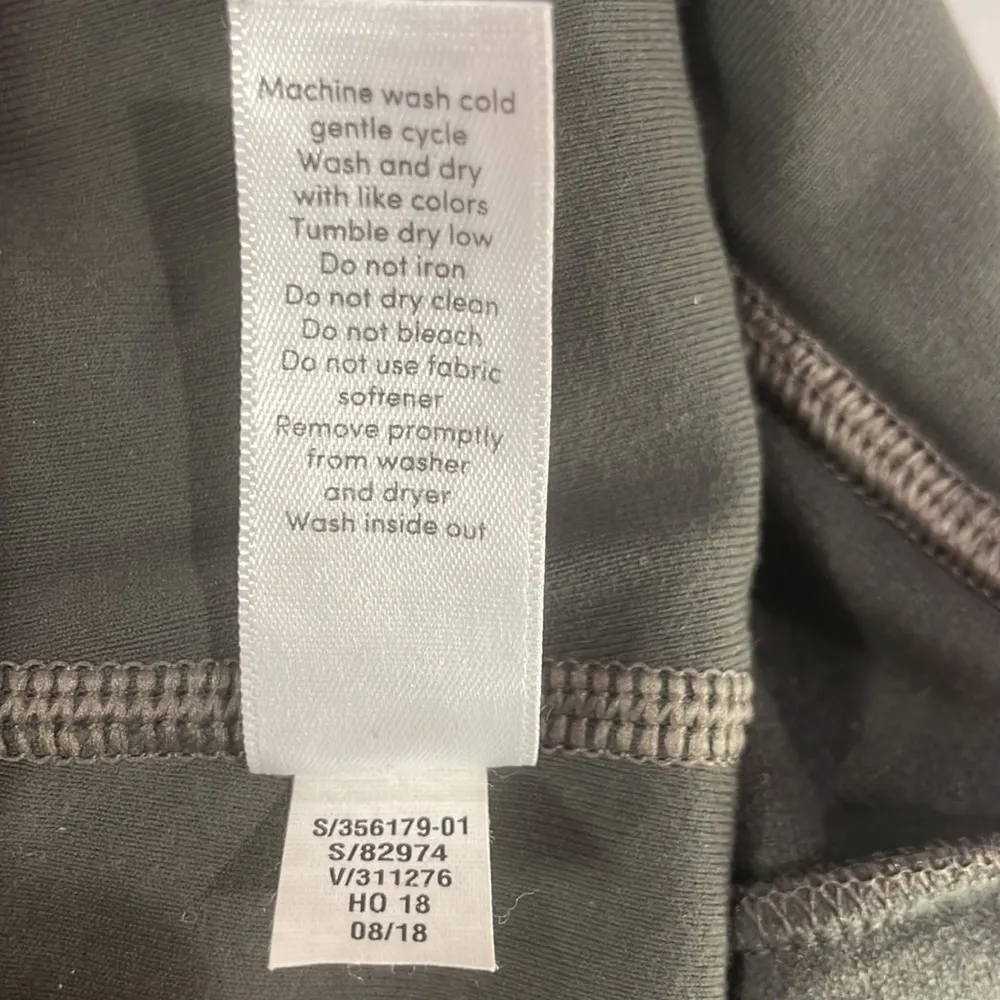 Machine wash cold
gentle cycle
Wash and dry
with like colors
Tumble dry low
Do not iron
Do not dry clean
Do not bleach
Do not use fabric
softener
Remove promptly
from washer
and dryer
Wash inside out
S/356179-01
S/82974
V/311276
HO 18
08/18